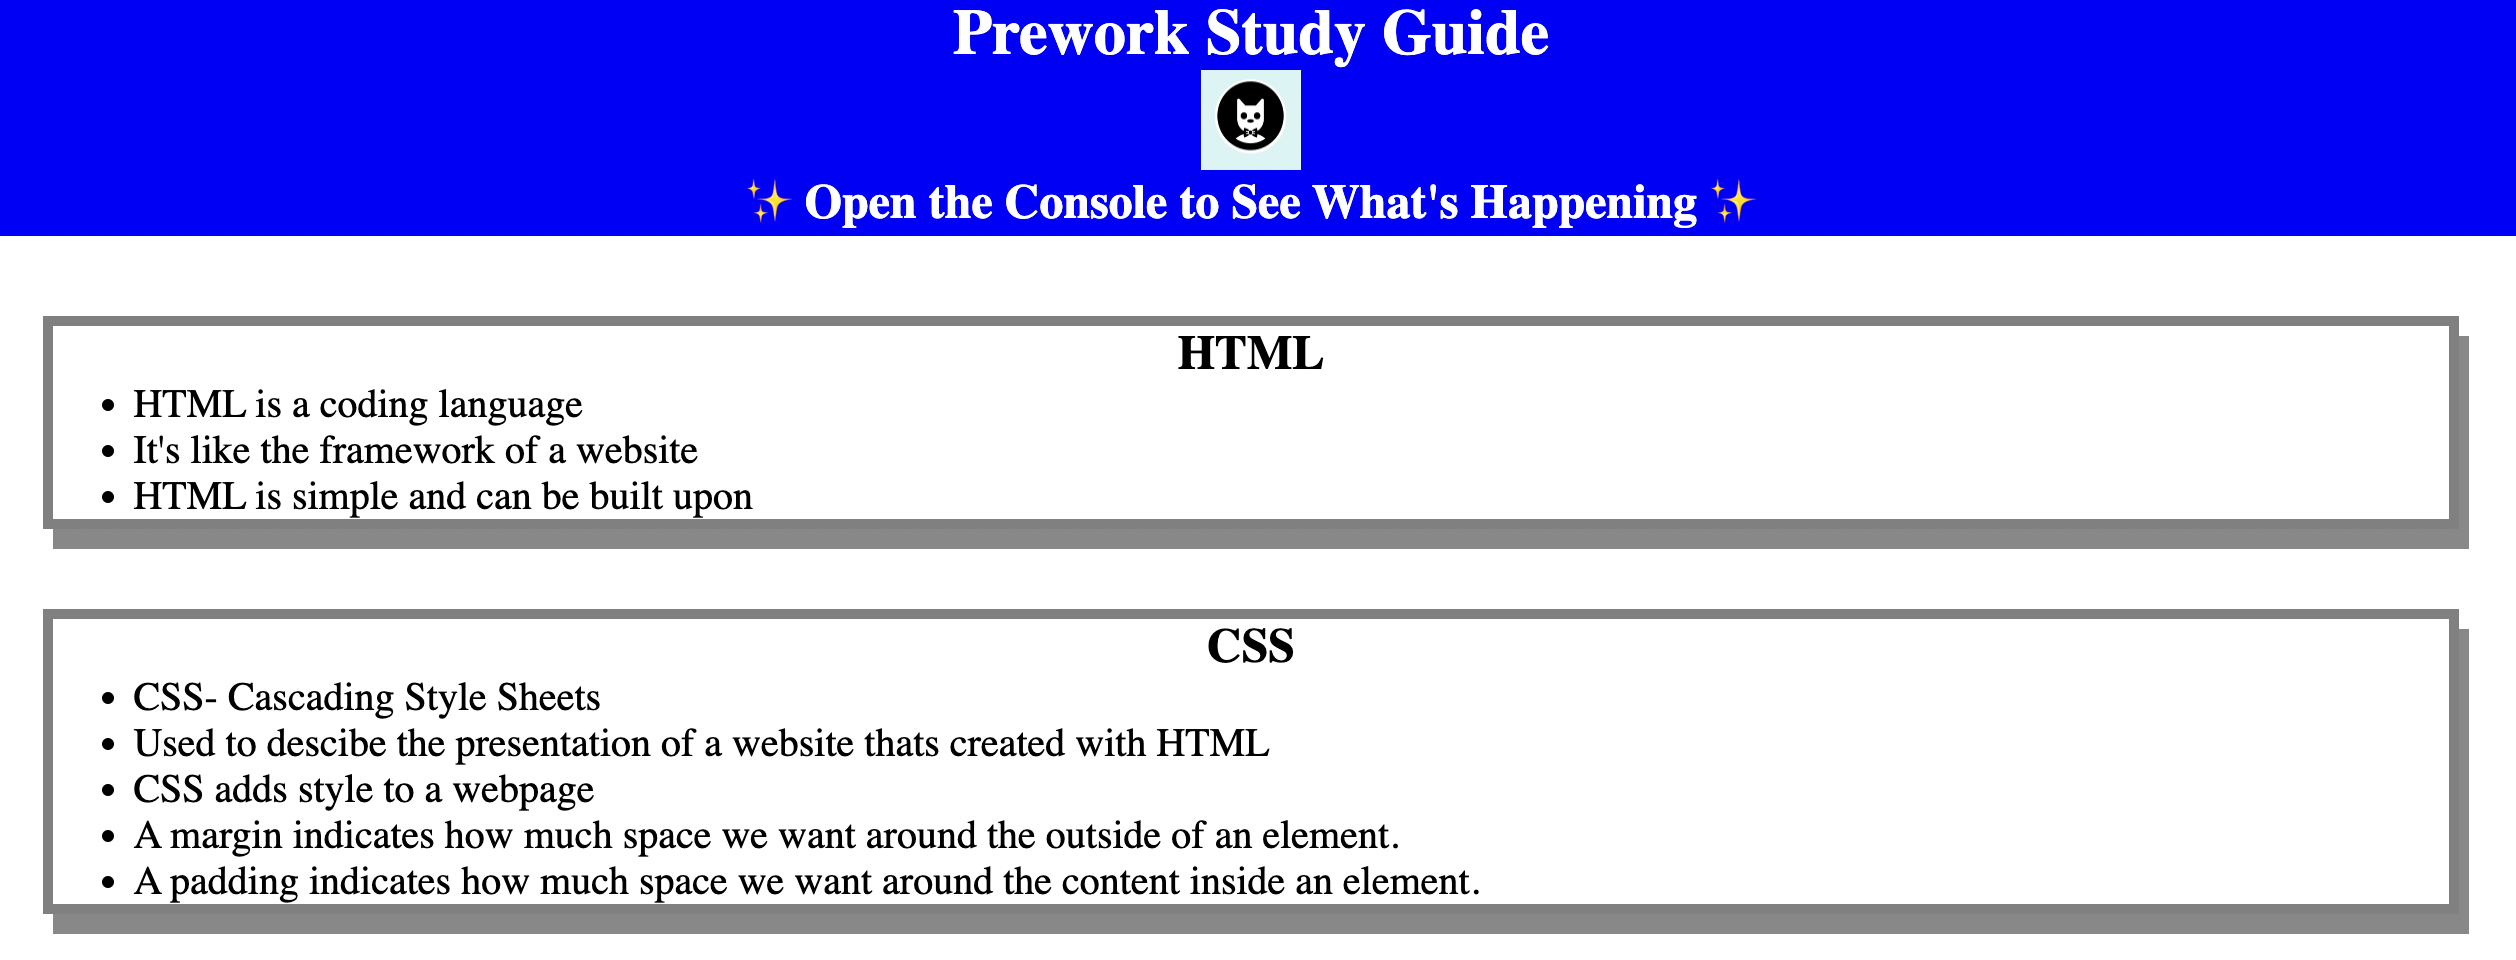 Prework Study Guide
✨ Open the Console to See What's Happening ✨
HTML
• HTML is a coding language
• It's like the framework of a website
• HTML is simple and can be built upon
CSS
• CSS- Cascading Style Sheets
• Used to descibe the presentation of a website thats created with HTML
• CSS adds style to a webpage
• A margin indicates how much space we want around the outside of an element.
• A padding indicates how much space we want around the content inside an element.